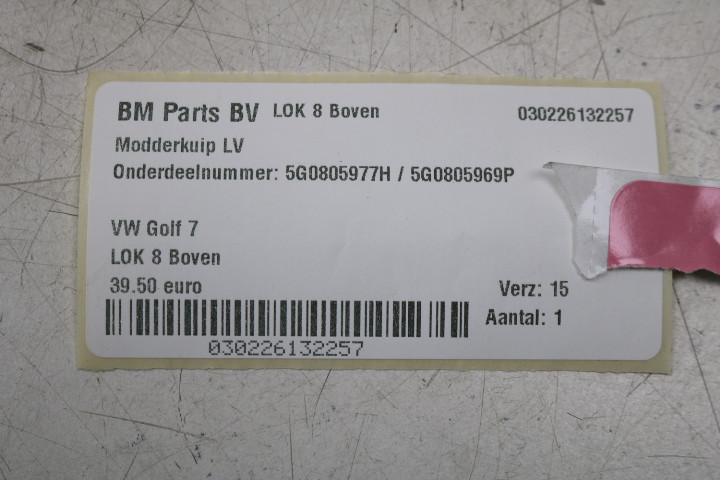 BM Parts BV LOK 8 Boven 030226132257
Modderkuip LV
Onderdeelnummer: 5G0805977H / 5G0805969P
VW Golf 7
LOK 8 Boven
39.50 euro
Verz: 15
Aantal: 1
030226132257